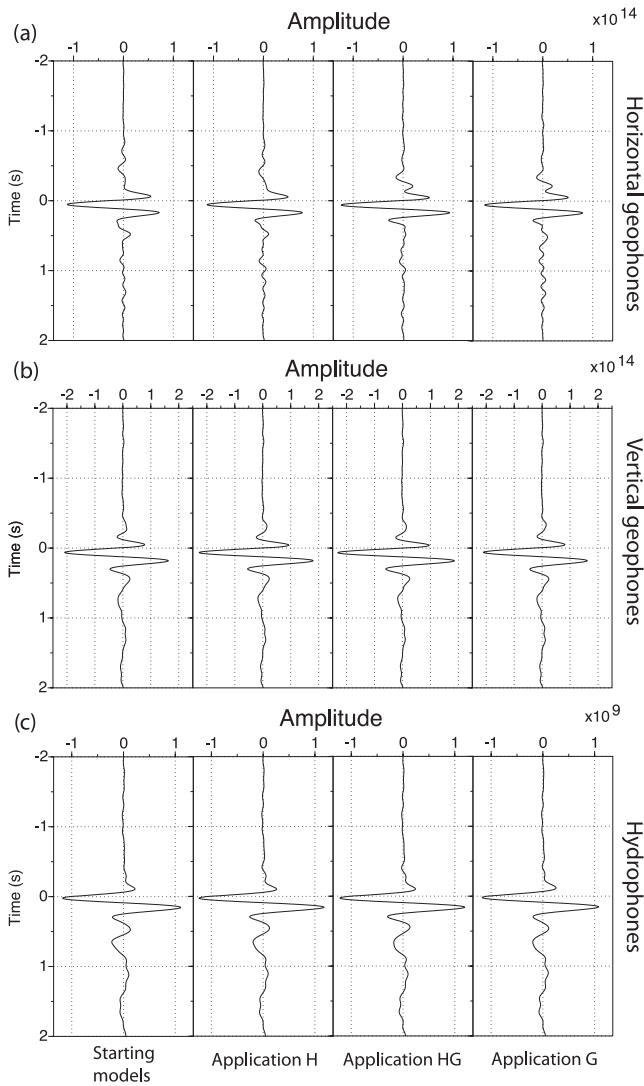 (a)
Amplitude
x10 14
-1 0 1 -1 0 1 -1 0 1 -1 0 1
-2
-1
0
1
2
Time (s)
Horizontal geophones
(b)
Amplitude
x10 14
-2 -1 0 1 2 -2 -1 0 1 2 -2 -1 0 1 2 -2 -1 0 1 2
-2
-1
0
1
2
Time (s)
Vertical geophones
(c)
Amplitude
x10 9
-1 0 1 -1 0 1 -1 0 1 -1 0 1
-2
-1
0
1
2
Time (s)
Hydrophones
Starting
models
Application H
Application HG
Application G